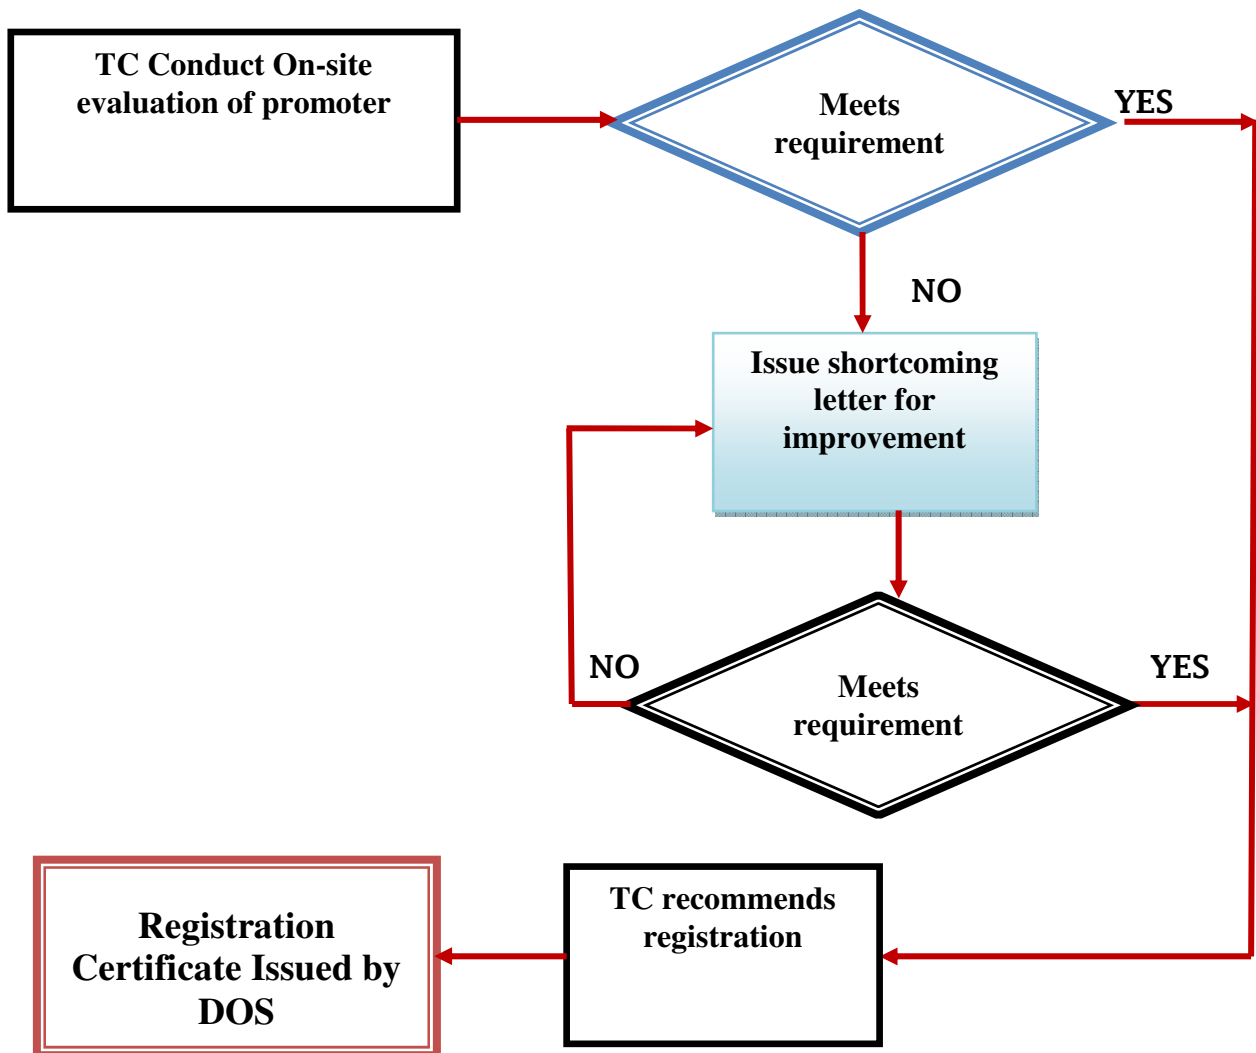 TC Conduct On-site
evaluation of promoter
Meets
requirement
YES
NO
Issue shortcoming
letter for
improvement
NO
Meets
requirement
YES
TC recommends
registration
Registration
Certificate Issued by
DOS